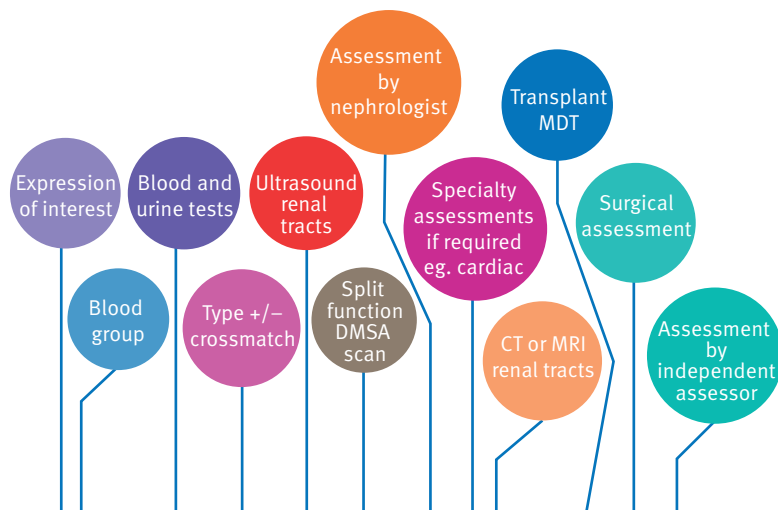 Expression
of interest
Blood
group
Blood and
urine tests
Type +/–
crossmatch
Ultrasound
renal
tracts
Split
function
DMSA
scan
Assessment
by
nephrologist
Specialty
assessments
if required
eg. cardiac
CT or MRI
renal tracts
Transplant
MDT
Surgical
assessment
Assessment
by
independent
assessor